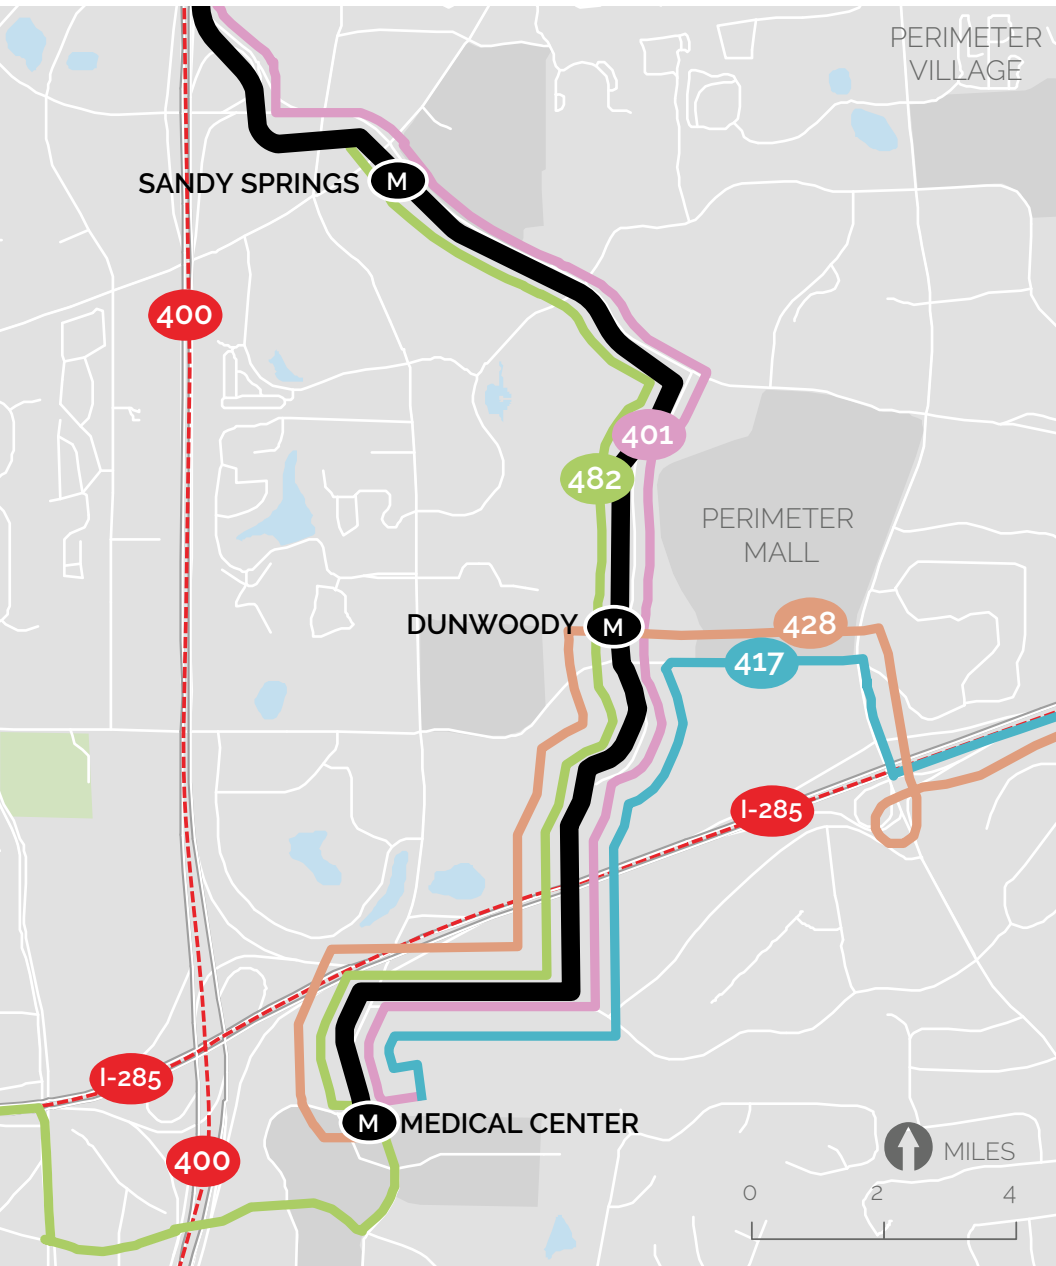 PERIMETER
VILLAGE
SANDY SPRINGS
M
400
401
482
PERIMETER
MALL
DUNWOODY
M
428
417
I-285
I-285
M
MEDICAL CENTER
400
MILES
0 2 4